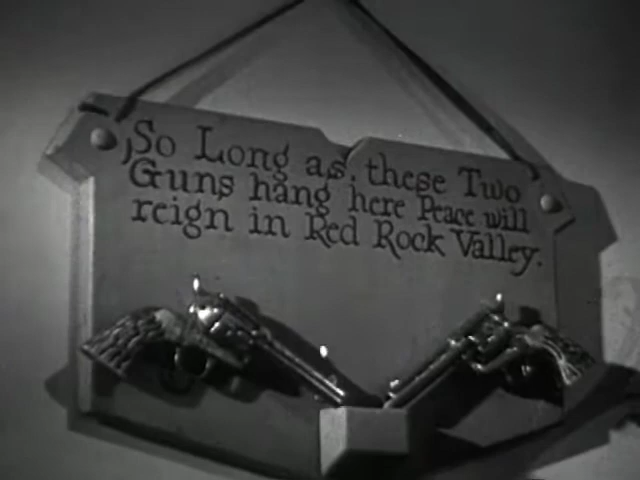 So Long as, these Two
Guns hang here Peace will
reign in Red Rock Valley.